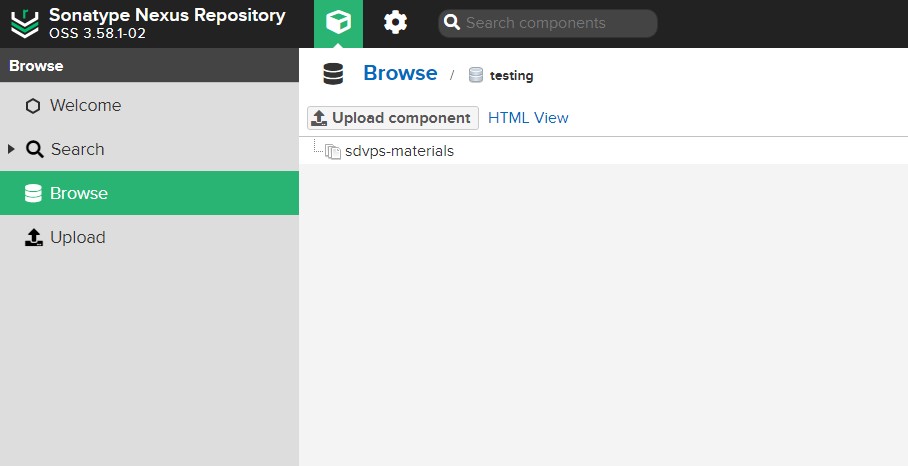 Sonatype Nexus Repository
OSS 3.58.1-02
Search components
Browse
Welcome
Search
Browse
Upload
Browse / testing
Upload component HTML View
sdvps-materials